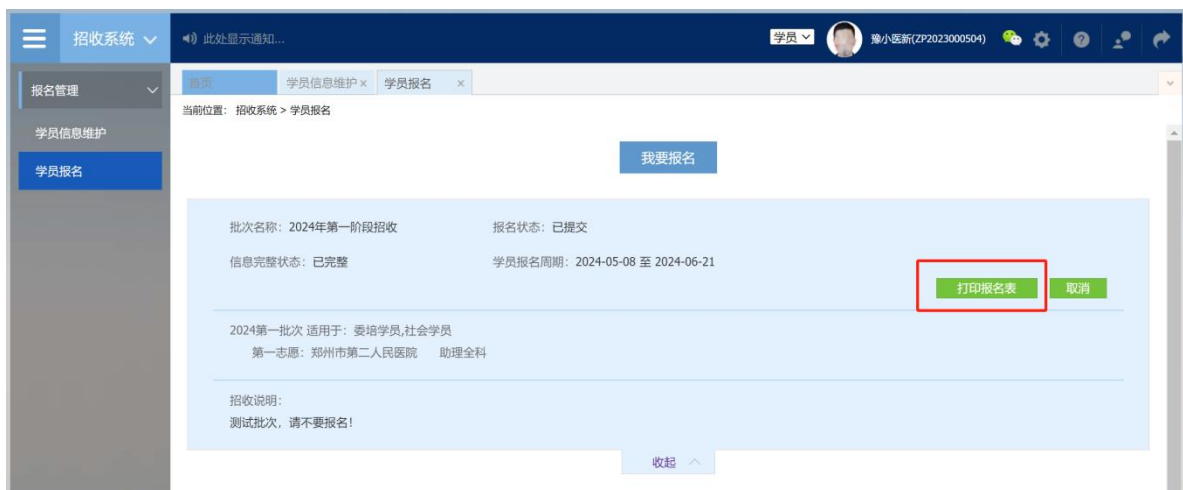 招收系统
此处显示通知...
学员
豫小医新(ZP2023000504)
报名管理
首页
学员信息维护×
学员报名 ×
当前位置: 招收系统 > 学员报名
学员信息维护
学员报名
我要报名
批次名称: 2024年第一阶段招收
报名状态: 已提交
信息完整状态: 已完整
学员报名周期: 2024-05-08 至 2024-06-21
打印报名表
取消
2024第一批次 适用于: 委培学员,社会学员
第一志愿: 郑州市第二人民医院 助理全科
招收说明:
测试批次, 请不要报名!
收起